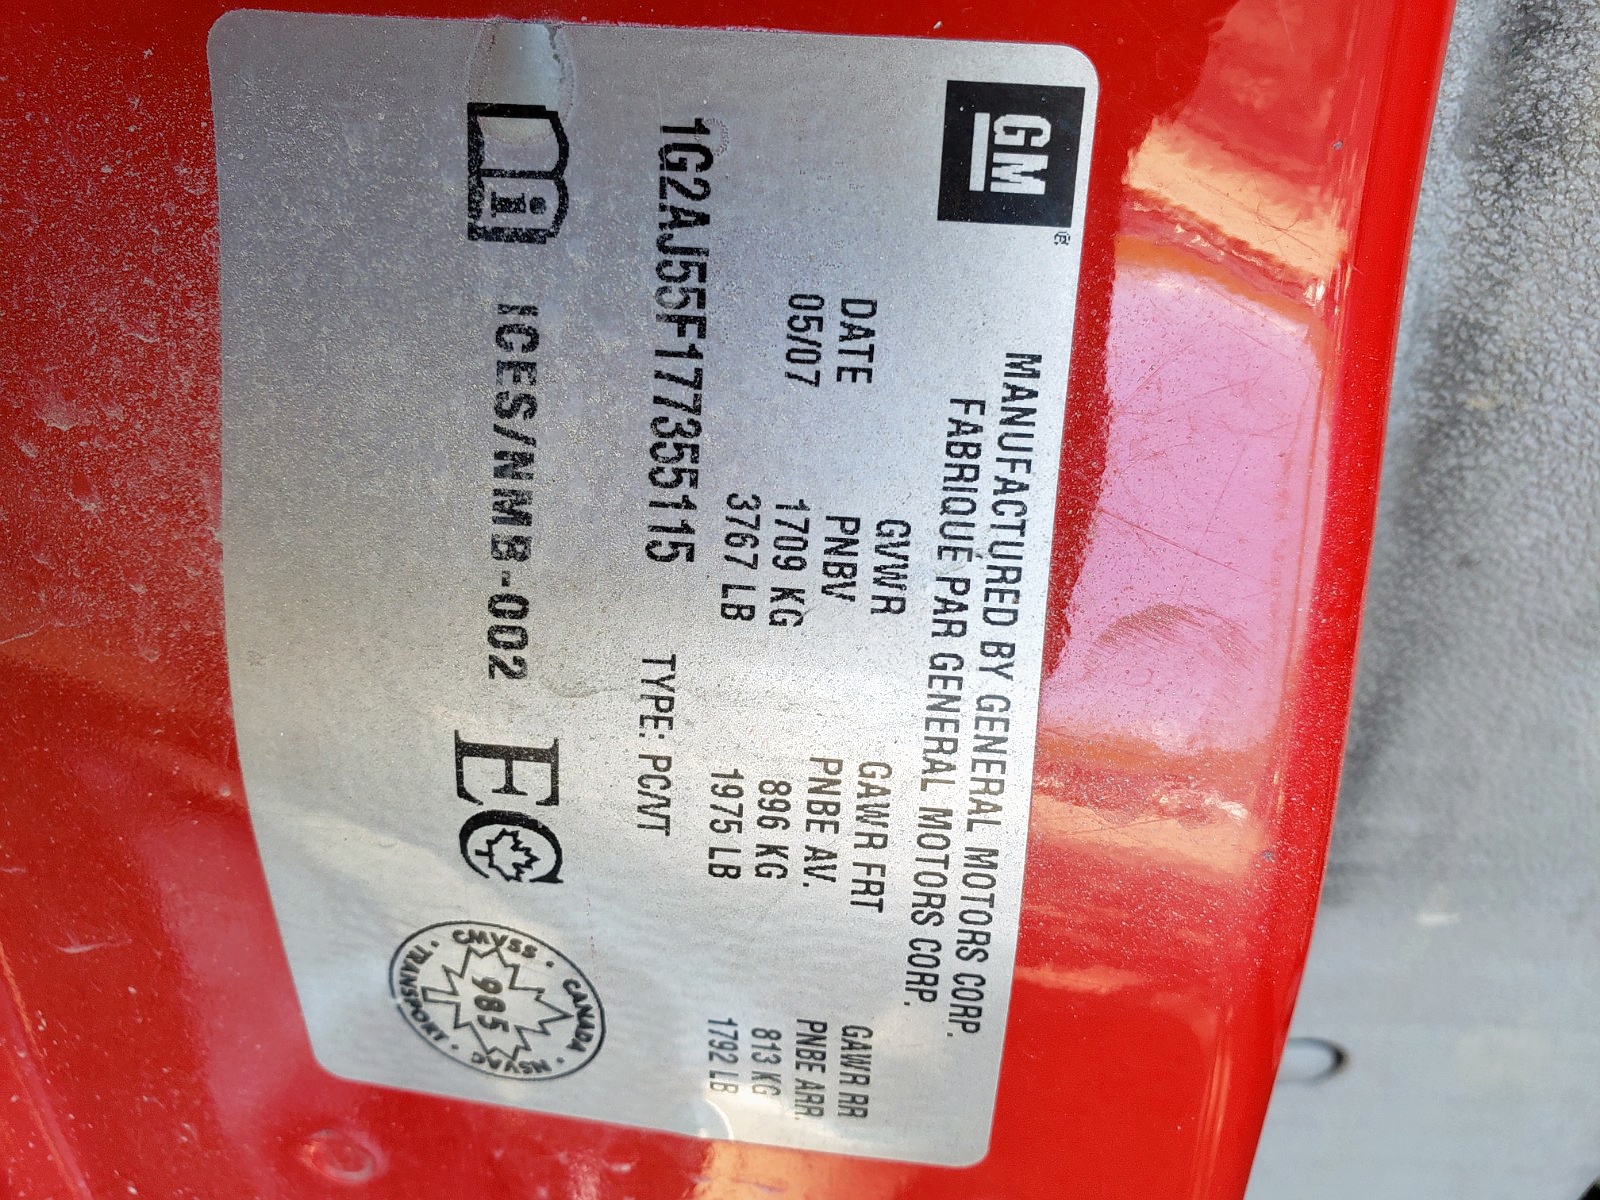 GM
MANUFACTURED BY GENERAL MOTORS CORP.
FABRIQUÉ PAR GENERAL MOTORS CORP.
DATE GVWR GAWR FRT GAWR RR
05/07 PNBV PNBE AV. PNBE ARR.
1709 KG 896 KG 813 KG
3767 LB 1975 LB 1792 LB
1G2AJ55F177355115 TYPE: PC/VT
i ICES/NMB-002 EC
CMVSS · CANADA · NSVAC · TRANSPORT ·
985